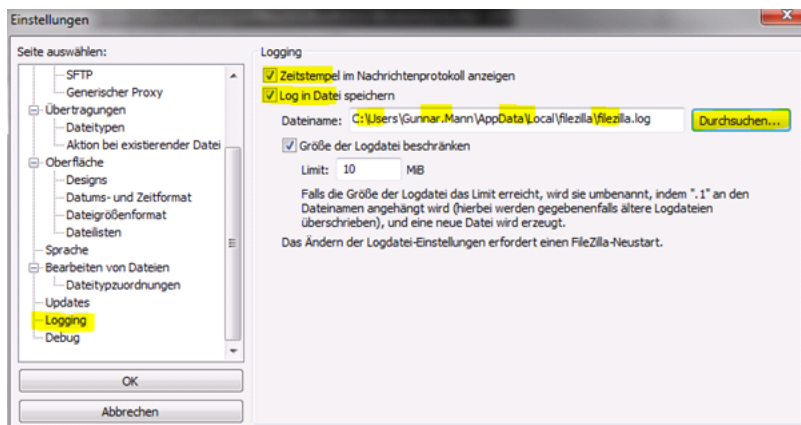 Einstellungen
Seite auswählen:
SFTP
Generischer Proxy
Übertragungen
Dateitypen
Aktion bei existierender Datei
Oberfläche
Designs
Datums- und Zeitformat
Dateigrößenformat
Dateilisten
Sprache
Bearbeiten von Dateien
Dateitypzuordnungen
Updates
Logging
Debug
OK
Abbrechen
Logging
Zeitstempel im Nachrichtenprotokoll anzeigen
Log in Datei speichern
Dateiname: C:\Users\Gunnar.Mann\AppData\Local\filezilla\filezilla.log Durchsuchen...
Größe der Logdatei beschränken
Limit: 10 MiB
Falls die Größe der Logdatei das Limit erreicht, wird sie umbenannt, indem ".1" an den
Dateinamen angehängt wird (hierbei werden gegebenenfalls ältere Logdateien
überschrieben), und eine neue Datei wird erzeugt.
Das Ändern der Logdatei-Einstellungen erfordert einen FileZilla-Neustart.